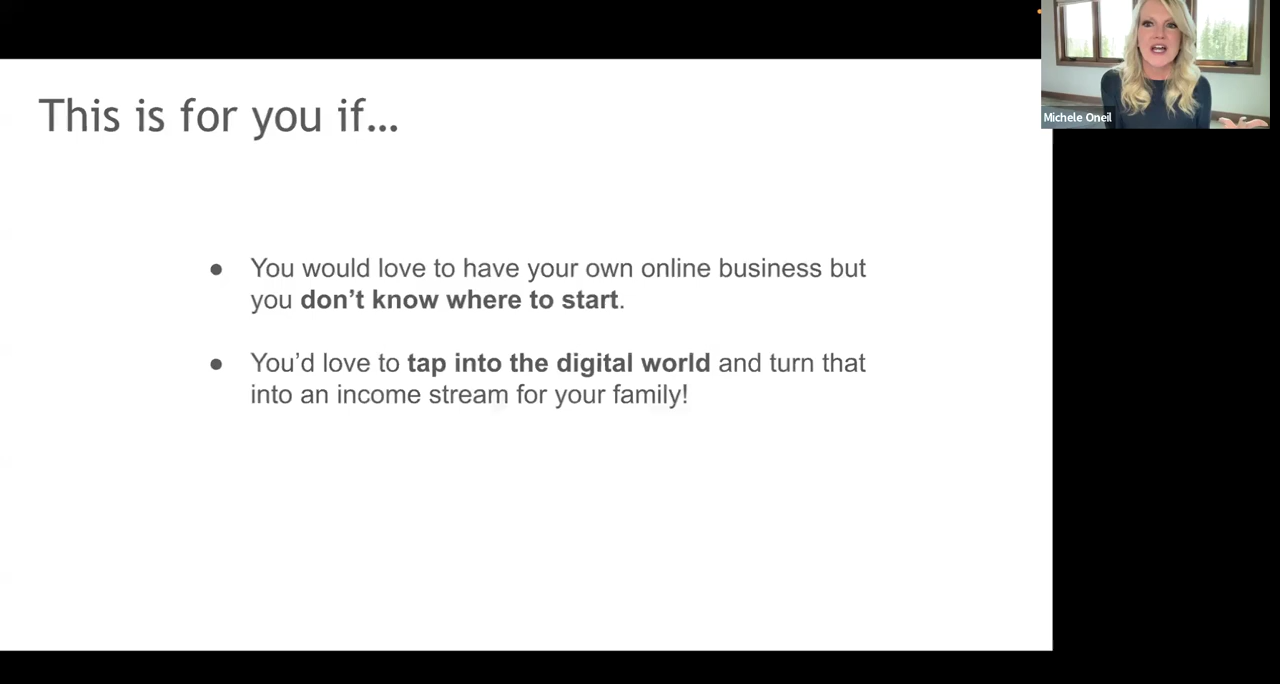 This is for you if...
Michele Oneil
● You would love to have your own online business but
you don’t know where to start.
● You’d love to tap into the digital world and turn that
into an income stream for your family!